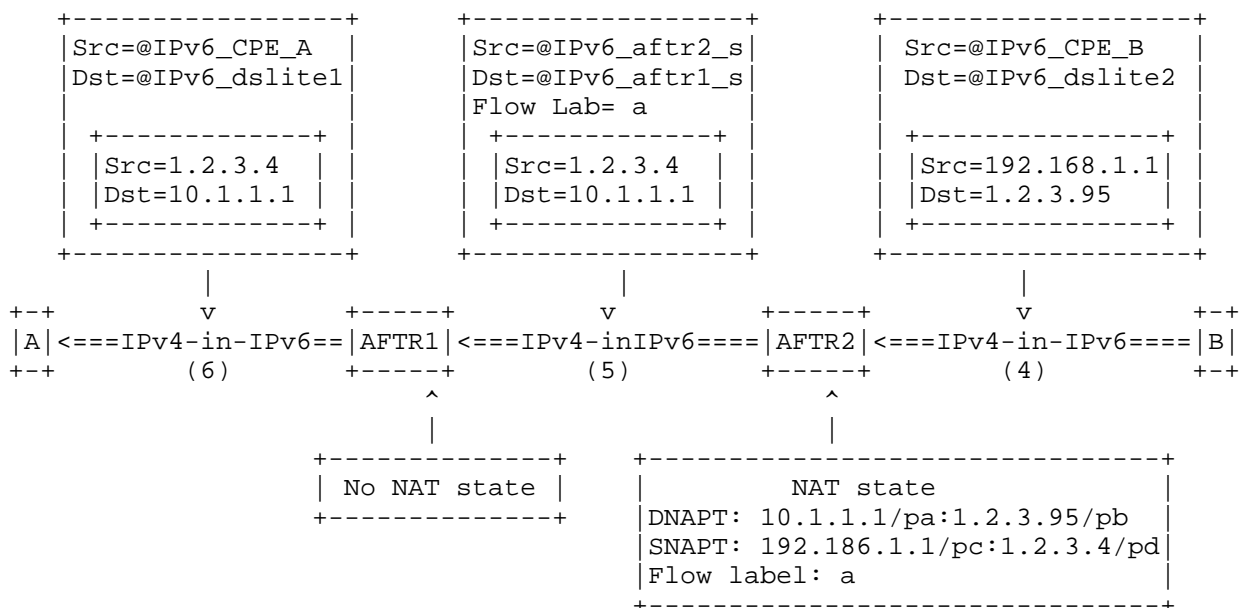 Src=@IPv6_CPE_A Src=@IPv6_aftr2_s Src=@IPv6_CPE_B
Dst=@IPv6_dslite1 Dst=@IPv6_aftr1_s Dst=@IPv6_dslite2
Flow Lab= a
Src=1.2.3.4 Src=1.2.3.4 Src=192.168.1.1
Dst=10.1.1.1 Dst=10.1.1.1 Dst=1.2.3.95
v v v
|A|<===IPv4-in-IPv6==|AFTR1|<===IPv4-inIPv6====|AFTR2|<===IPv4-in-IPv6====|B|
(6) (5) (4)
^ ^
No NAT state NAT state
DNAPT: 10.1.1.1/pa:1.2.3.95/pb
SNAPT: 192.186.1.1/pc:1.2.3.4/pd
Flow label: a